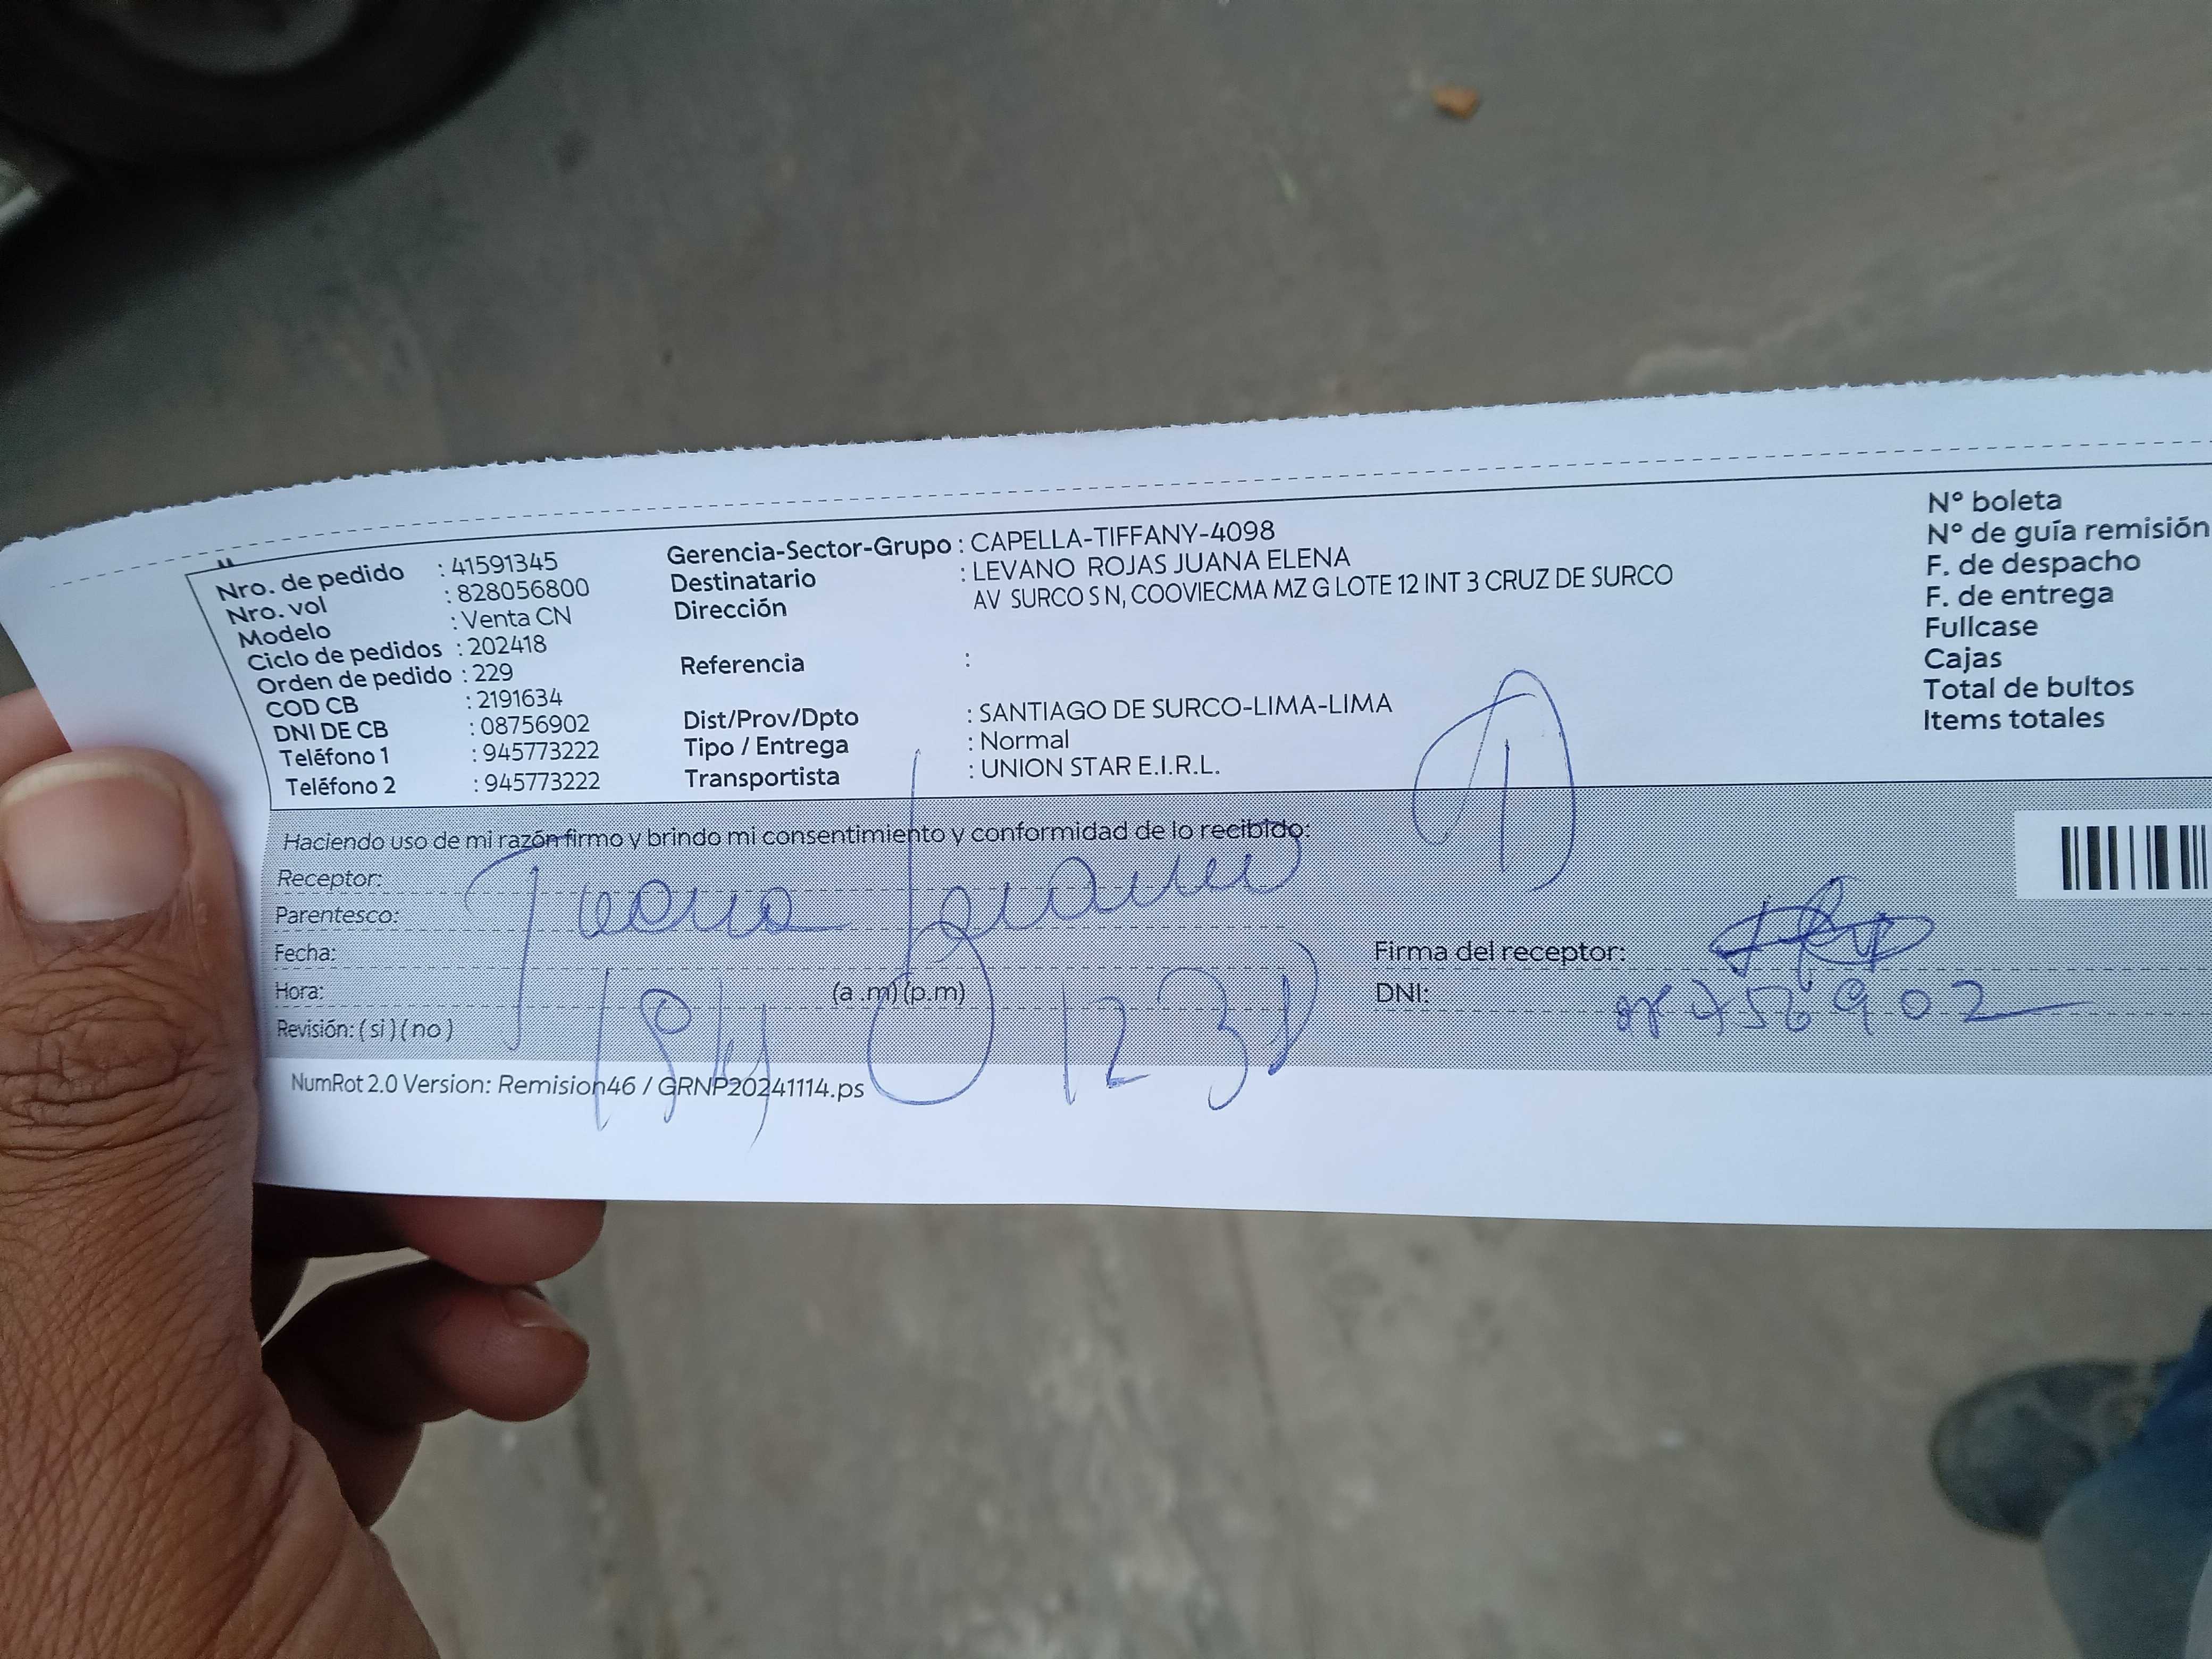 Nro. de pedido : 41591345
Nro. vol : 828056800
Modelo : Venta CN
Ciclo de pedidos : 202418
Orden de pedido : 229
COD CB : 2191634
DNI DE CB : 08756902
Teléfono 1 : 945773222
Teléfono 2 : 945773222
Gerencia-Sector-Grupo : CAPELLA-TIFFANY-4098
Destinatario : LEVANO ROJAS JUANA ELENA
Dirección AV SURCO S N, COOVIECMA MZ G LOTE 12 INT 3 CRUZ DE SURCO
Referencia :
Dist/Prov/Dpto : SANTIAGO DE SURCO-LIMA-LIMA
Tipo / Entrega : Normal
Transportista : UNION STAR E.I.R.L.
N° boleta
N° de guía remisión
F. de despacho
F. de entrega
Fullcase
Cajas
Total de bultos
Items totales
Haciendo uso de mi razón firmo y brindo mi consentimiento y conformidad de lo recibido:
Receptor:
Parentesco:
Fecha:
Hora: (a .m) (p.m)
Revisión: ( si ) ( no )
Juana
Firma del receptor:
DNI: 08756902
NumRot 2.0 Version: Remision46 / GRNP20241114.ps